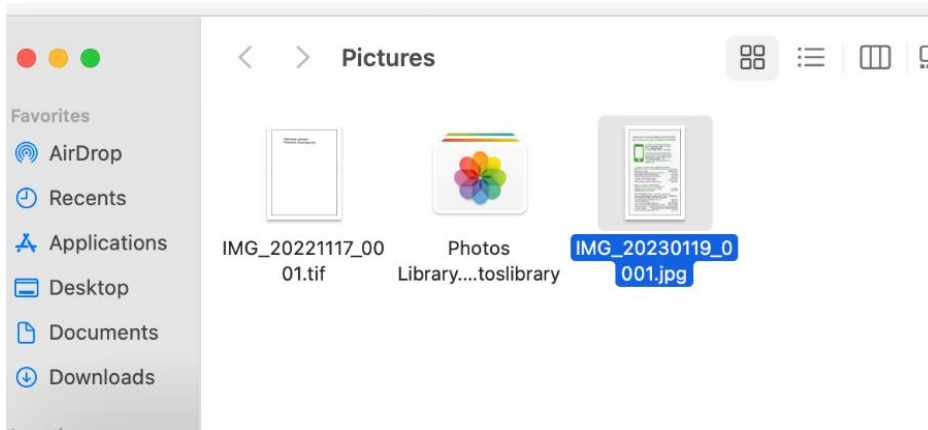 Pictures
Favorites
AirDrop
Recents
Applications
Desktop
Documents
Downloads
IMG_20221117_00
01.tif
Photos
Library....toslibrary
IMG_20230119_0
001.jpg